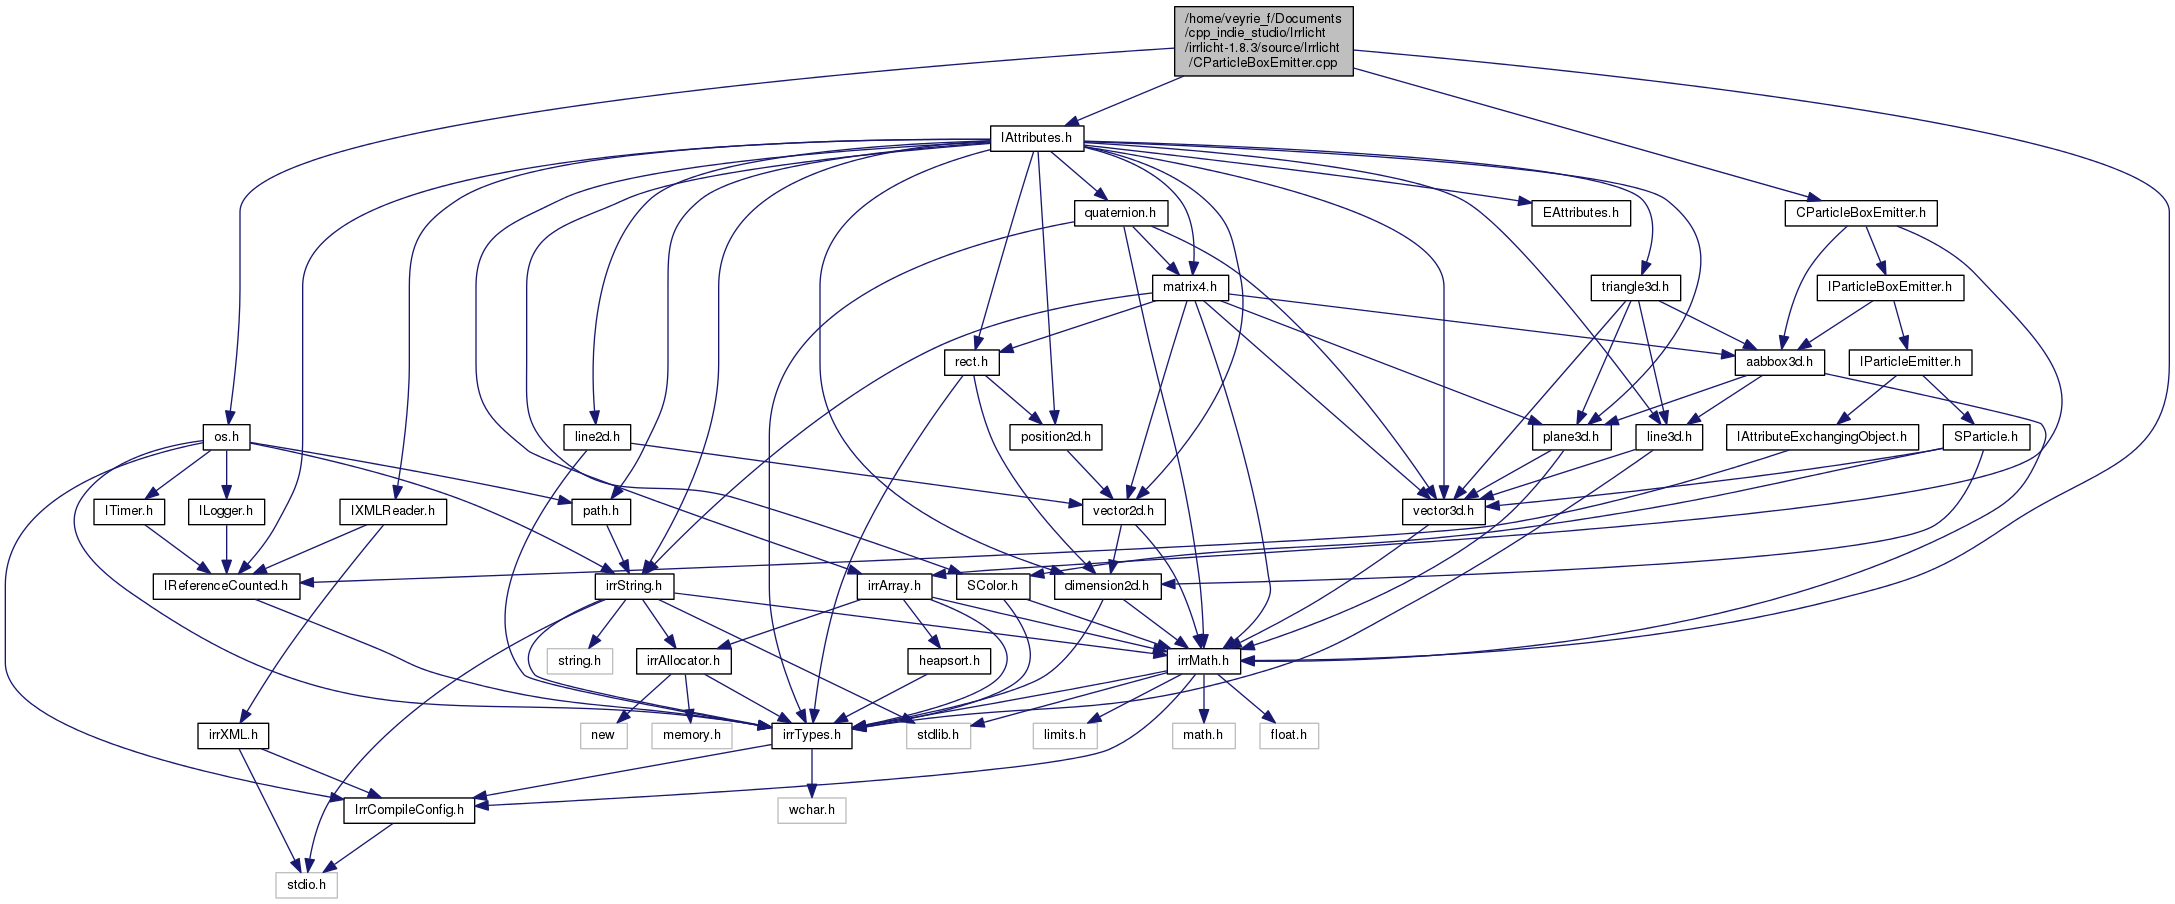 /home/veyrie_f/Documents
/cpp_indie_studio/Irrlicht
/irrlicht-1.8.3/source/Irrlicht
/CParticleBoxEmitter.cpp
IAttributes.h
quaternion.h
EAttributes.h
CParticleBoxEmitter.h
matrix4.h
triangle3d.h
IParticleBoxEmitter.h
rect.h
aabbox3d.h
IParticleEmitter.h
os.h
line2d.h
position2d.h
plane3d.h
line3d.h
IAttributeExchangingObject.h
SParticle.h
ITimer.h
ILogger.h
IXMLReader.h
path.h
vector2d.h
vector3d.h
IReferenceCounted.h
irrString.h
irrArray.h
SColor.h
dimension2d.h
string.h
irrAllocator.h
heapsort.h
irrMath.h
irrXML.h
new
memory.h
irrTypes.h
stdlib.h
limits.h
math.h
float.h
IrrCompileConfig.h
wchar.h
stdio.h